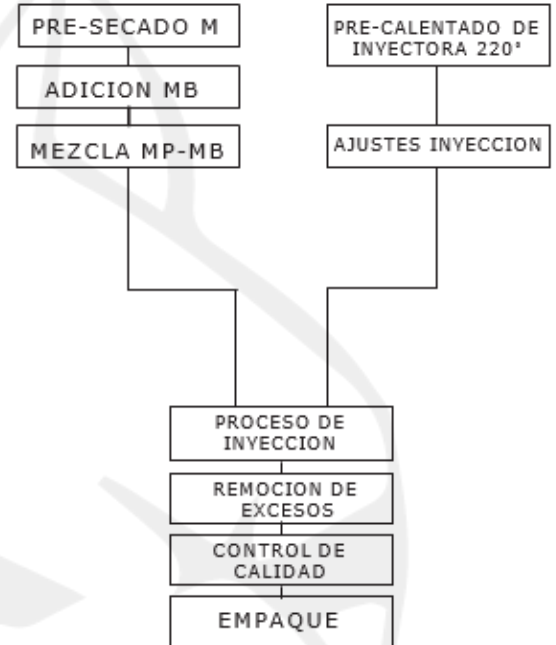 PRE-SECADO M
ADICION MB
MEZCLA MP-MB
PRE-CALENTADO DE
INYECTORA 220°
AJUSTES INYECCION
PROCESO DE
INYECCION
REMOCION DE
EXCESOS
CONTROL DE
CALIDAD
EMPAQUE